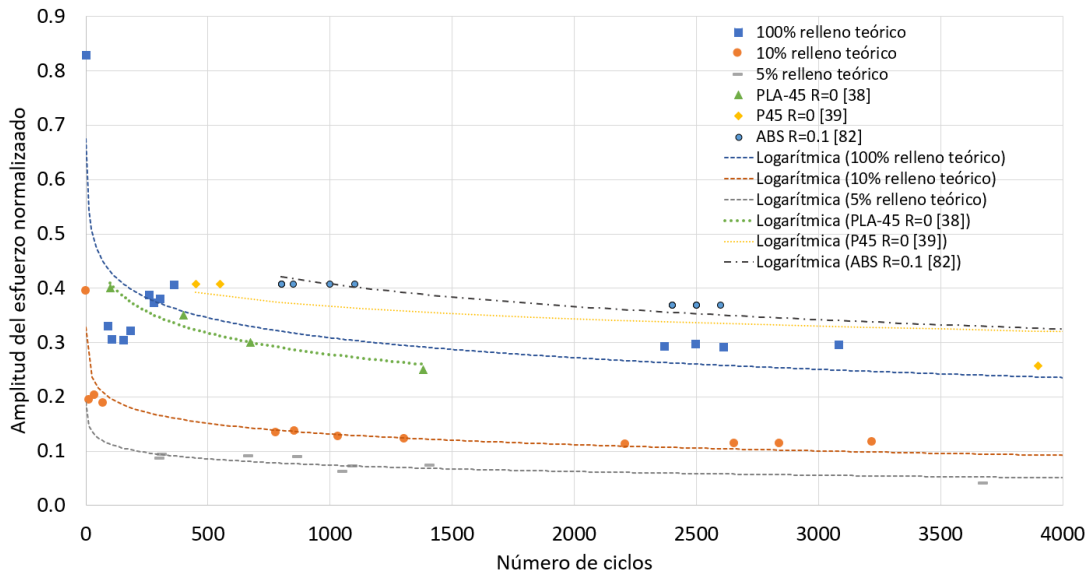 0.9
0.8
0.7
0.6
0.5
0.4
0.3
0.2
0.1
0.0
Amplitud del esfuerzo normalizaado
100% relleno teórico
10% relleno teórico
5% relleno teórico
PLA-45 R=0 [38]
P45 R=0 [39]
ABS R=0.1 [82]
Logarítmica (100% relleno teórico)
Logarítmica (10% relleno teórico)
Logarítmica (5% relleno teórico)
Logarítmica (PLA-45 R=0 [38])
Logarítmica (P45 R=0 [39])
Logarítmica (ABS R=0.1 [82])
0 500 1000 1500 2000 2500 3000 3500 4000
Número de ciclos